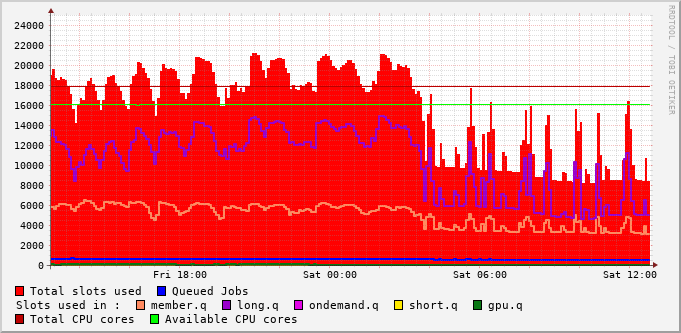 24000
22000
20000
18000
16000
14000
12000
10000
8000
6000
4000
2000
0
Fri 18:00 Sat 00:00 Sat 06:00 Sat 12:00
Total slots used Queued Jobs
Slots used in : member.q long.q ondemand.q short.q gpu.q
Total CPU cores Available CPU cores
RRDTOOL / TOBI OETIKER